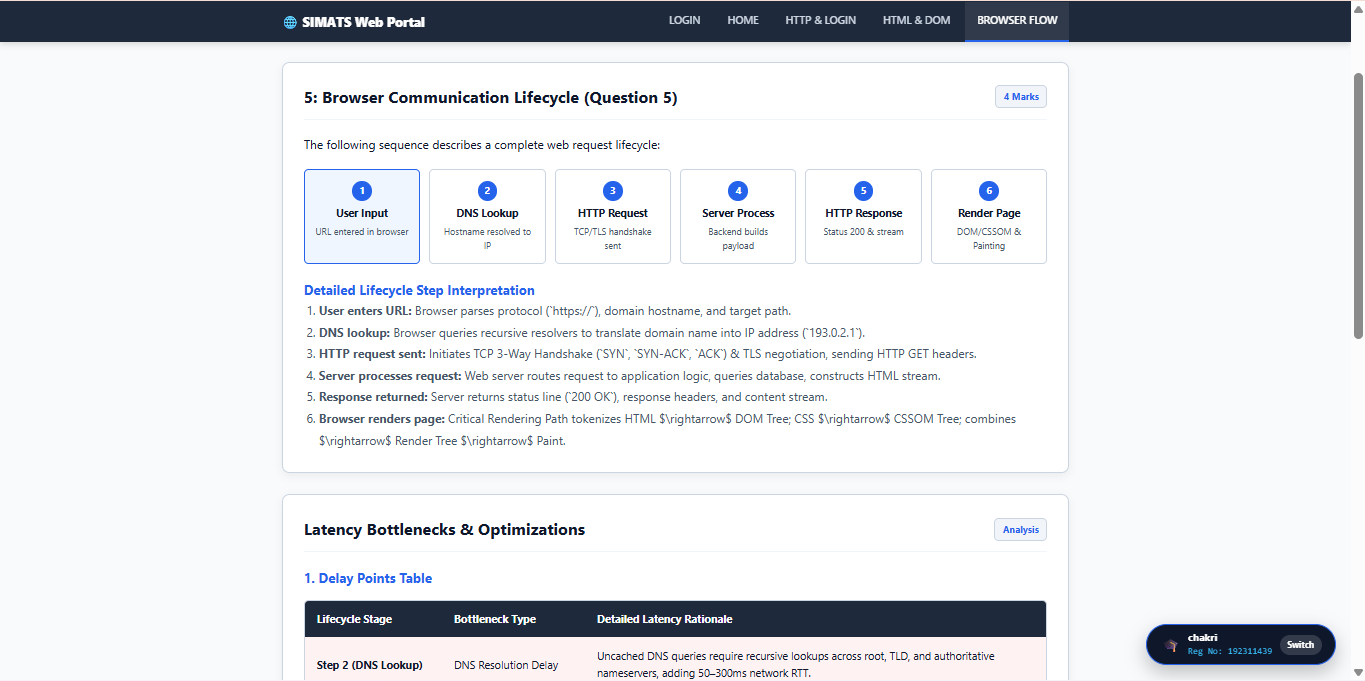 SIMATS Web Portal
LOGIN HOME HTTP & LOGIN HTML & DOM BROWSER FLOW
5: Browser Communication Lifecycle (Question 5)
4 Marks
The following sequence describes a complete web request lifecycle:
1
User Input
URL entered in browser
2
DNS Lookup
Hostname resolved to
IP
3
HTTP Request
TCP/TLS handshake
sent
4
Server Process
Backend builds
payload
5
HTTP Response
Status 200 & stream
6
Render Page
DOM/CSSOM &
Painting
Detailed Lifecycle Step Interpretation
1. User enters URL: Browser parses protocol (`https://`), domain hostname, and target path.
2. DNS lookup: Browser queries recursive resolvers to translate domain name into IP address (`193.0.2.1`).
3. HTTP request sent: Initiates TCP 3-Way Handshake (`SYN`, `SYN-ACK`, `ACK`) & TLS negotiation, sending HTTP GET headers.
4. Server processes request: Web server routes request to application logic, queries database, constructs HTML stream.
5. Response returned: Server returns status line (`200 OK`), response headers, and content stream.
6. Browser renders page: Critical Rendering Path tokenizes HTML $\rightarrow$ DOM Tree; CSS $\rightarrow$ CSSOM Tree; combines
$\rightarrow$ Render Tree $\rightarrow$ Paint.
Latency Bottlenecks & Optimizations
Analysis
1. Delay Points Table
Lifecycle Stage Bottleneck Type Detailed Latency Rationale
Step 2 (DNS Lookup) DNS Resolution Delay
Uncached DNS queries require recursive lookups across root, TLD, and authoritative
nameservers, adding 50–300ms network RTT.
chakri
Reg No: 192311439
Switch